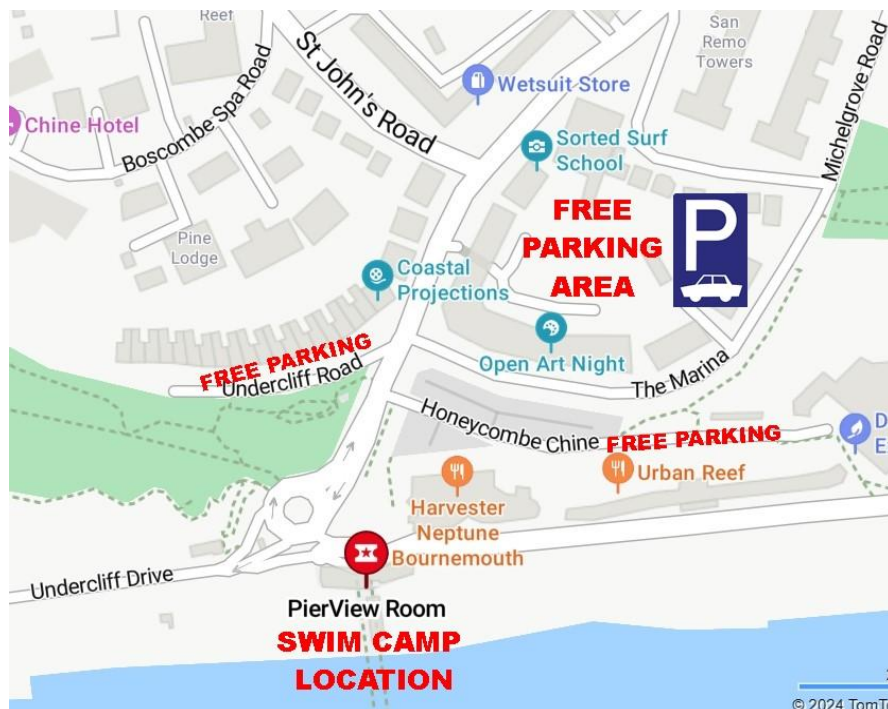 Reef
San
Remo
Towers
St John's Road
Michelgrove Road
Wetsuit Store
Chine Hotel
Boscombe Spa Road
Sorted Surf
School
FREE
PARKING
AREA
P
Pine
Lodge
Coastal
Projections
FREE PARKING
Undercliff Road
Open Art Night
The Marina
Honeycombe Chine
FREE PARKING
D
E
Urban Reef
Harvester
Neptune
Bournemouth
Undercliff Drive
PierView Room
SWIM CAMP
LOCATION
© 2024 TomT